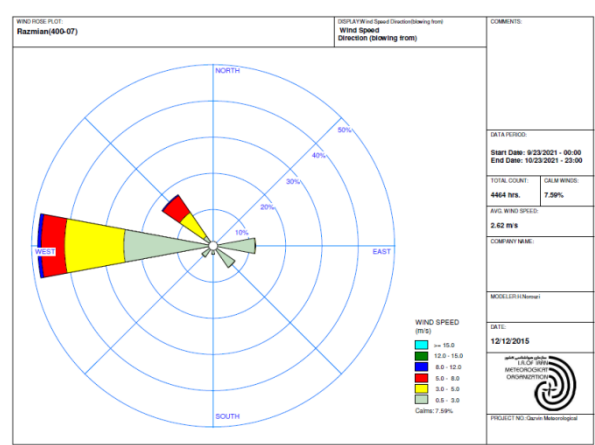 WIND ROSE PLOT:
Razmian(400-07)
DISPLAY:Wind Speed Direction(blowing from)
Wind Speed
Direction (blowing from)
COMMENTS:
NORTH
50%
40%
30%
20%
10%
WEST
EAST
SOUTH
WIND SPEED
(m/s)
>= 15.0
12.0 - 15.0
8.0 - 12.0
5.0 - 8.0
3.0 - 5.0
0.5 - 3.0
Calms: 7.59%
DATA PERIOD:
Start Date: 9/23/2021 - 00:00
End Date: 10/23/2021 - 23:00
TOTAL COUNT:
4464 hrs.
CALM WINDS:
7.59%
AVG. WIND SPEED:
2.62 m/s
COMPANY NAME:
MODELER:
DATE:
12/12/2015
سازمان هواشناسی کشور
I.R.OF IRAN
METEOROLOGICAL
ORGANIZATION
PROJECT NO: Qazvin Meteorological